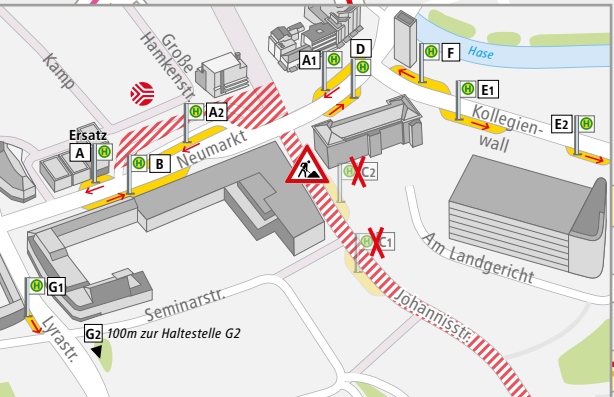 Kamp
Große
Hamkenstr.
A1
H
D
H
H
F
Hase
H
E1
Kollegien-
wall
E2
H
H
A2
Neumarkt
Ersatz
A
H
H
B
H
C2
H
C1
Am Landgericht
Johannisstr.
Seminarstr.
H
G1
Lyrastr.
G2 100m zur Haltestelle G2